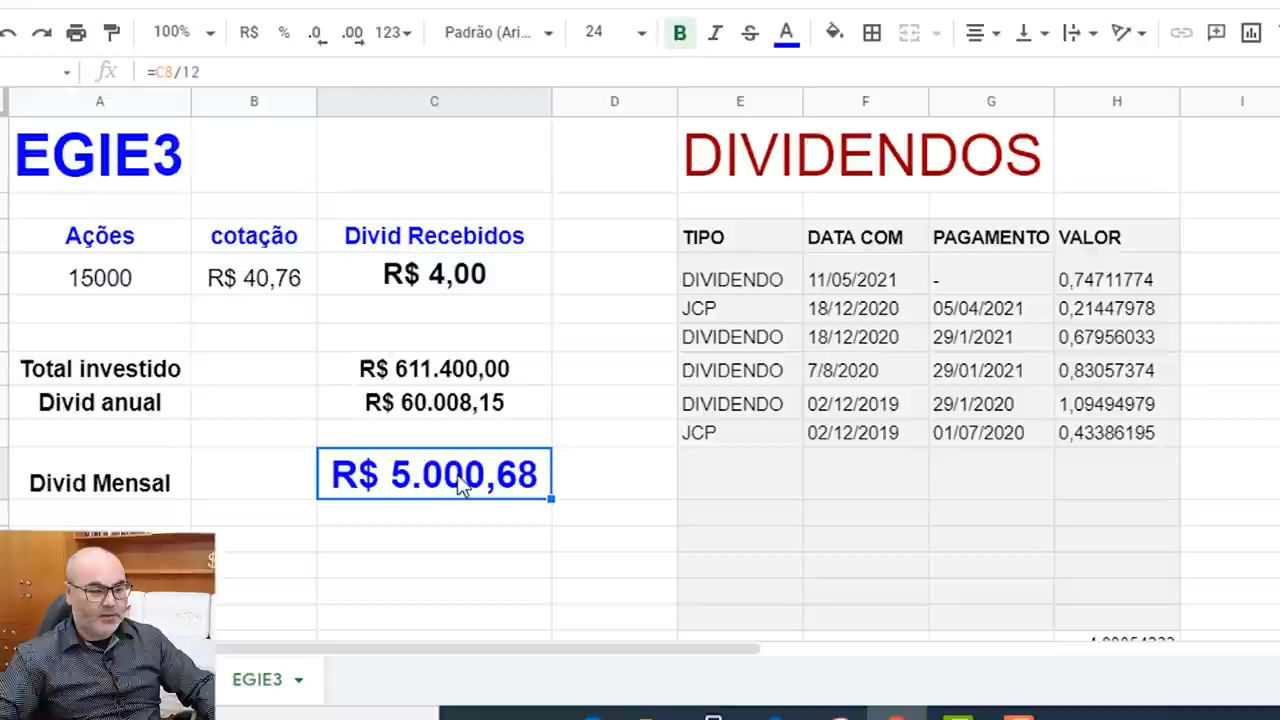 100% R$ % .0 .00 123 Padrão (Ari... 24 B I S A
fx =C8/12
A B C D E F G H I
EGIE3 DIVIDENDOS
Ações cotação Divid Recebidos TIPO DATA COM PAGAMENTO VALOR
15000 R$ 40,76 R$ 4,00 DIVIDENDO 11/05/2021 - 0,74711774
JCP 18/12/2020 05/04/2021 0,21447978
DIVIDENDO 18/12/2020 29/1/2021 0,67956033
Total investido R$ 611.400,00 DIVIDENDO 7/8/2020 29/01/2021 0,83057374
Divid anual R$ 60.008,15 DIVIDENDO 02/12/2019 29/1/2020 1,09494979
JCP 02/12/2019 01/07/2020 0,43386195
Divid Mensal R$ 5.000,68
EGIE3